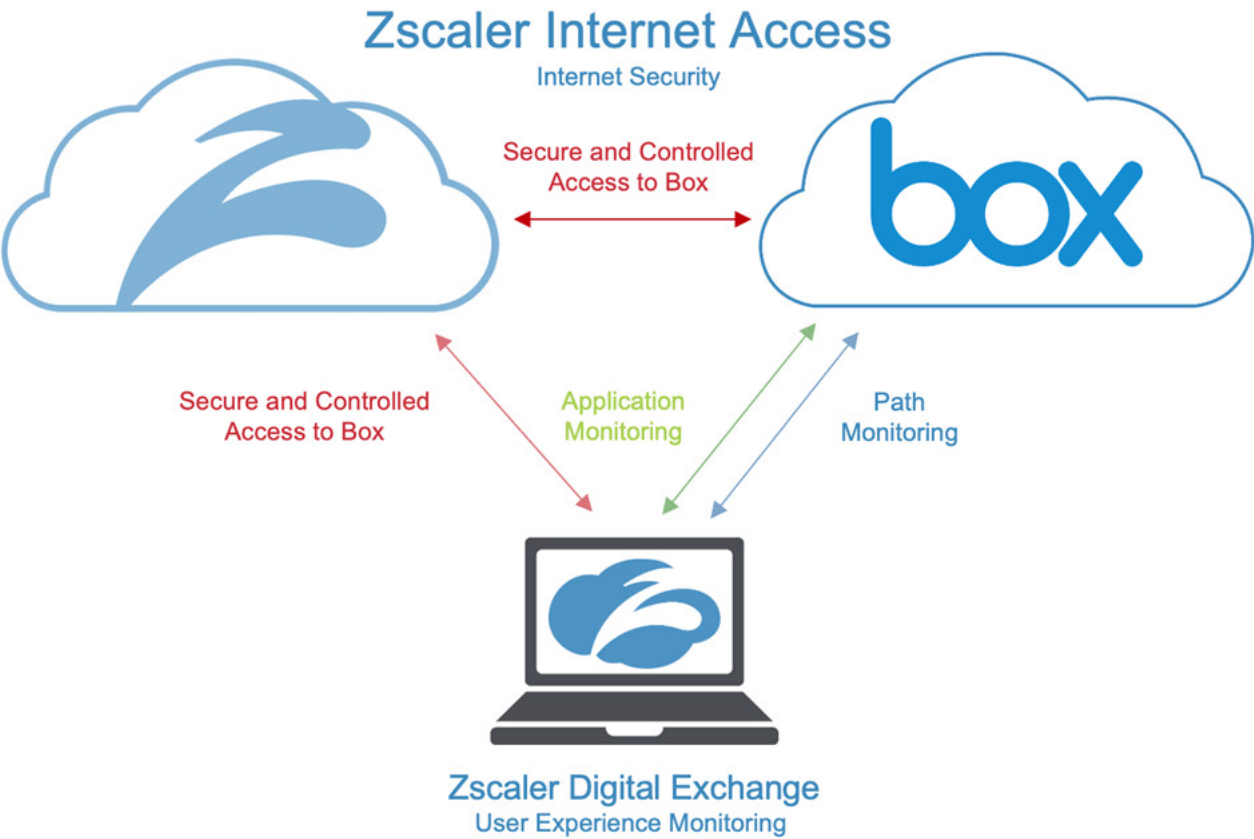 Zscaler Internet Access
Internet Security
Secure and Controlled
Access to Box
box
Secure and Controlled
Access to Box
Application
Monitoring
Path
Monitoring
Zscaler Digital Exchange
User Experience Monitoring